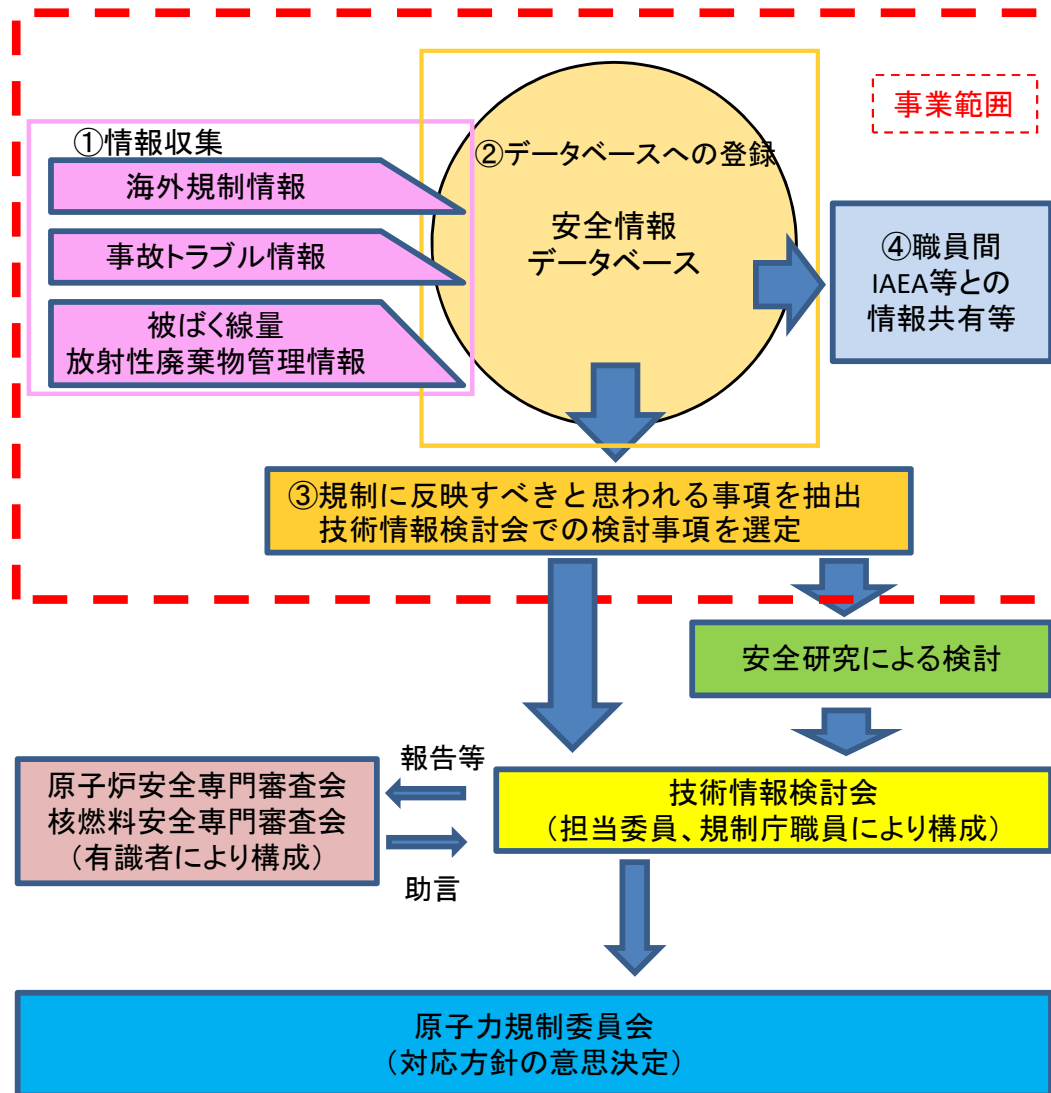 事業範囲
①情報収集
海外規制情報
事故トラブル情報
被ばく線量
放射性廃棄物管理情報
②データベースへの登録
安全情報
データベース
④職員間
IAEA等との
情報共有等
③規制に反映すべきと思われる事項を抽出
技術情報検討会での検討事項を選定
安全研究による検討
報告等
原子炉安全専門審査会
核燃料安全専門審査会
（有識者により構成）
助言
技術情報検討会
（担当委員、規制庁職員により構成）
原子力規制委員会
（対応方針の意思決定）